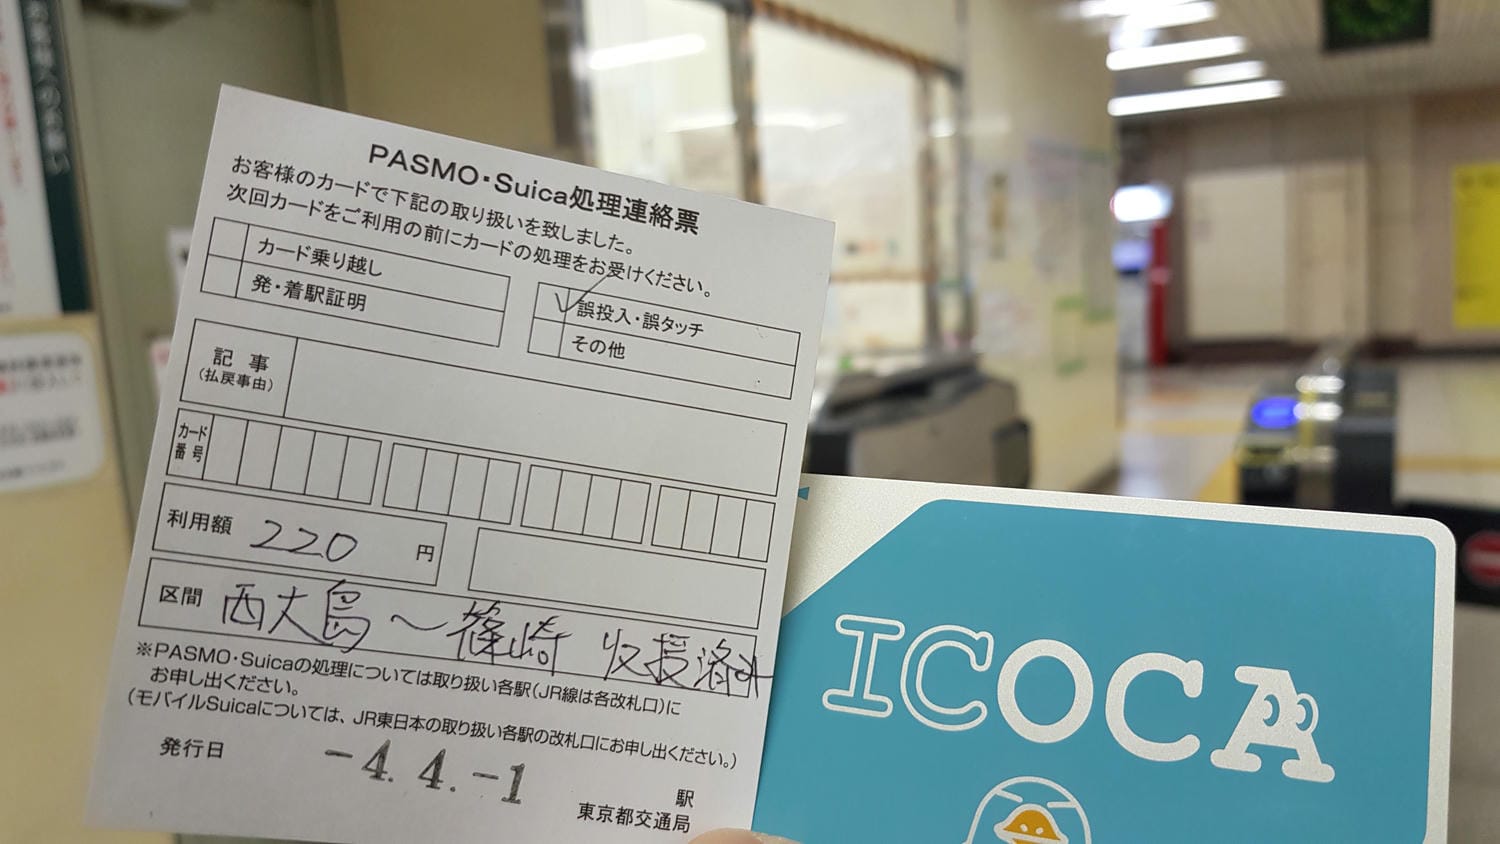 お客様へのお願い
PASMO・Suica処理連絡票
お客様のカードで下記の取り扱いを致しました。
次回カードをご利用の前にカードの処理をお受けください。
カード乗り越し
発・着駅証明
誤投入・誤タッチ
その他
記 事
(払戻事由)
カード
番 号
利用額 220 円
区間 西大島〜篠崎 収授済み
※PASMO・Suicaの処理については取り扱い各駅(JR線は各改札口)に
お申し出ください。
(モバイルSuicaについては、JR東日本の取り扱い各駅の改札口にお申し出ください。)
発行日 -4.4.-1
駅
東京都交通局
ICOCA